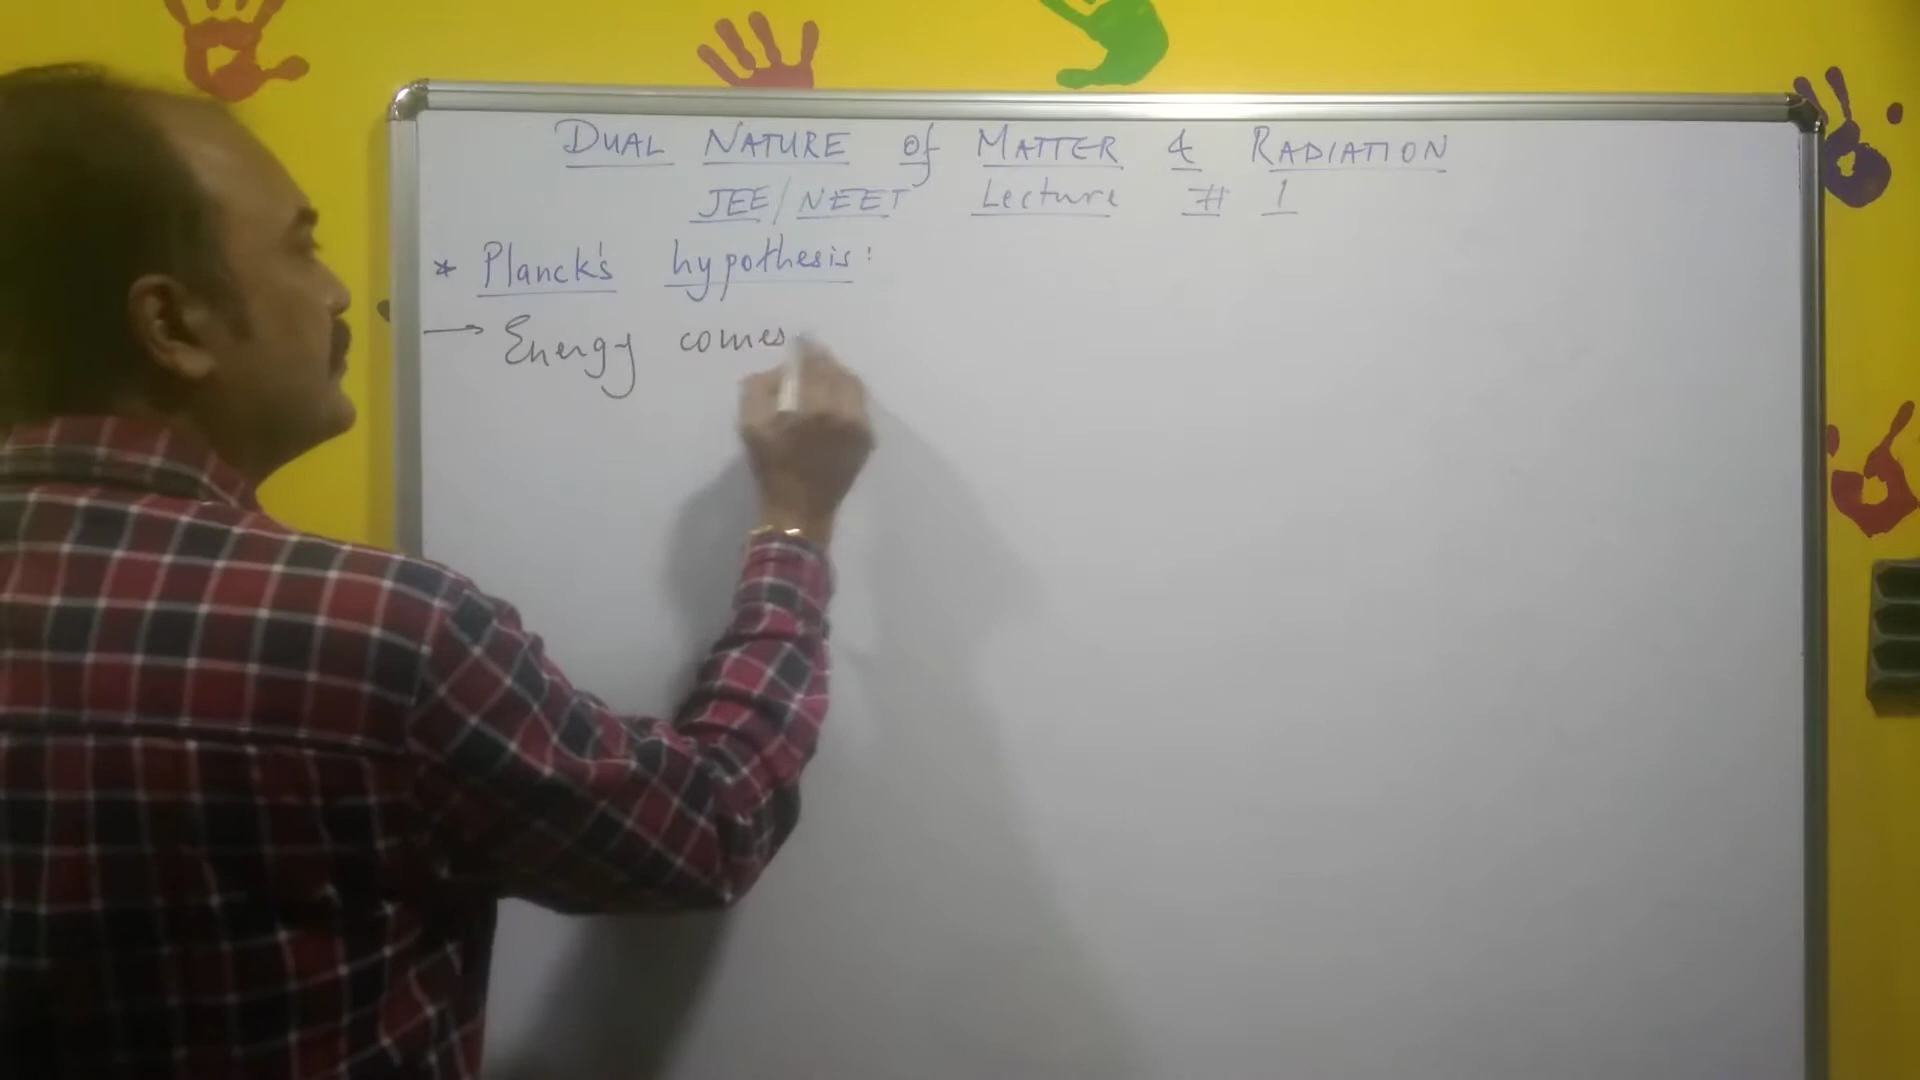 DUAL NATURE of MATTER & RADIATION
JEE/NEET Lecture # 1
* Planck's hypothesis:
→ Energy comes